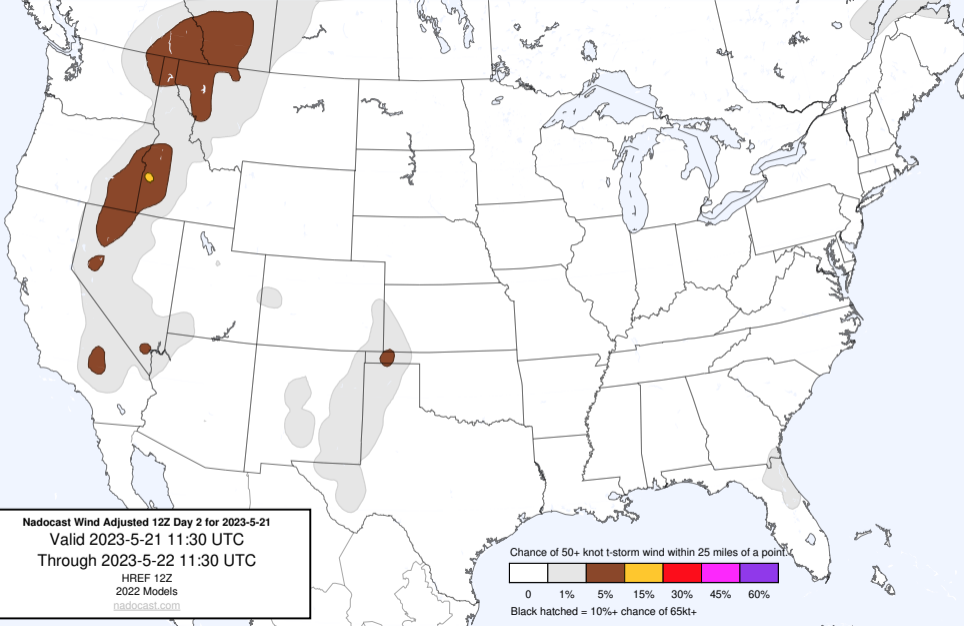 Nadocast Wind Adjusted 12Z Day 2 for 2023-5-21
Valid 2023-5-21 11:30 UTC
Through 2023-5-22 11:30 UTC
HREF 12Z
2022 Models
nadocast.com
Chance of 50+ knot t-storm wind within 25 miles of a point.
0 1% 5% 15% 30% 45% 60%
Black hatched = 10%+ chance of 65kt+